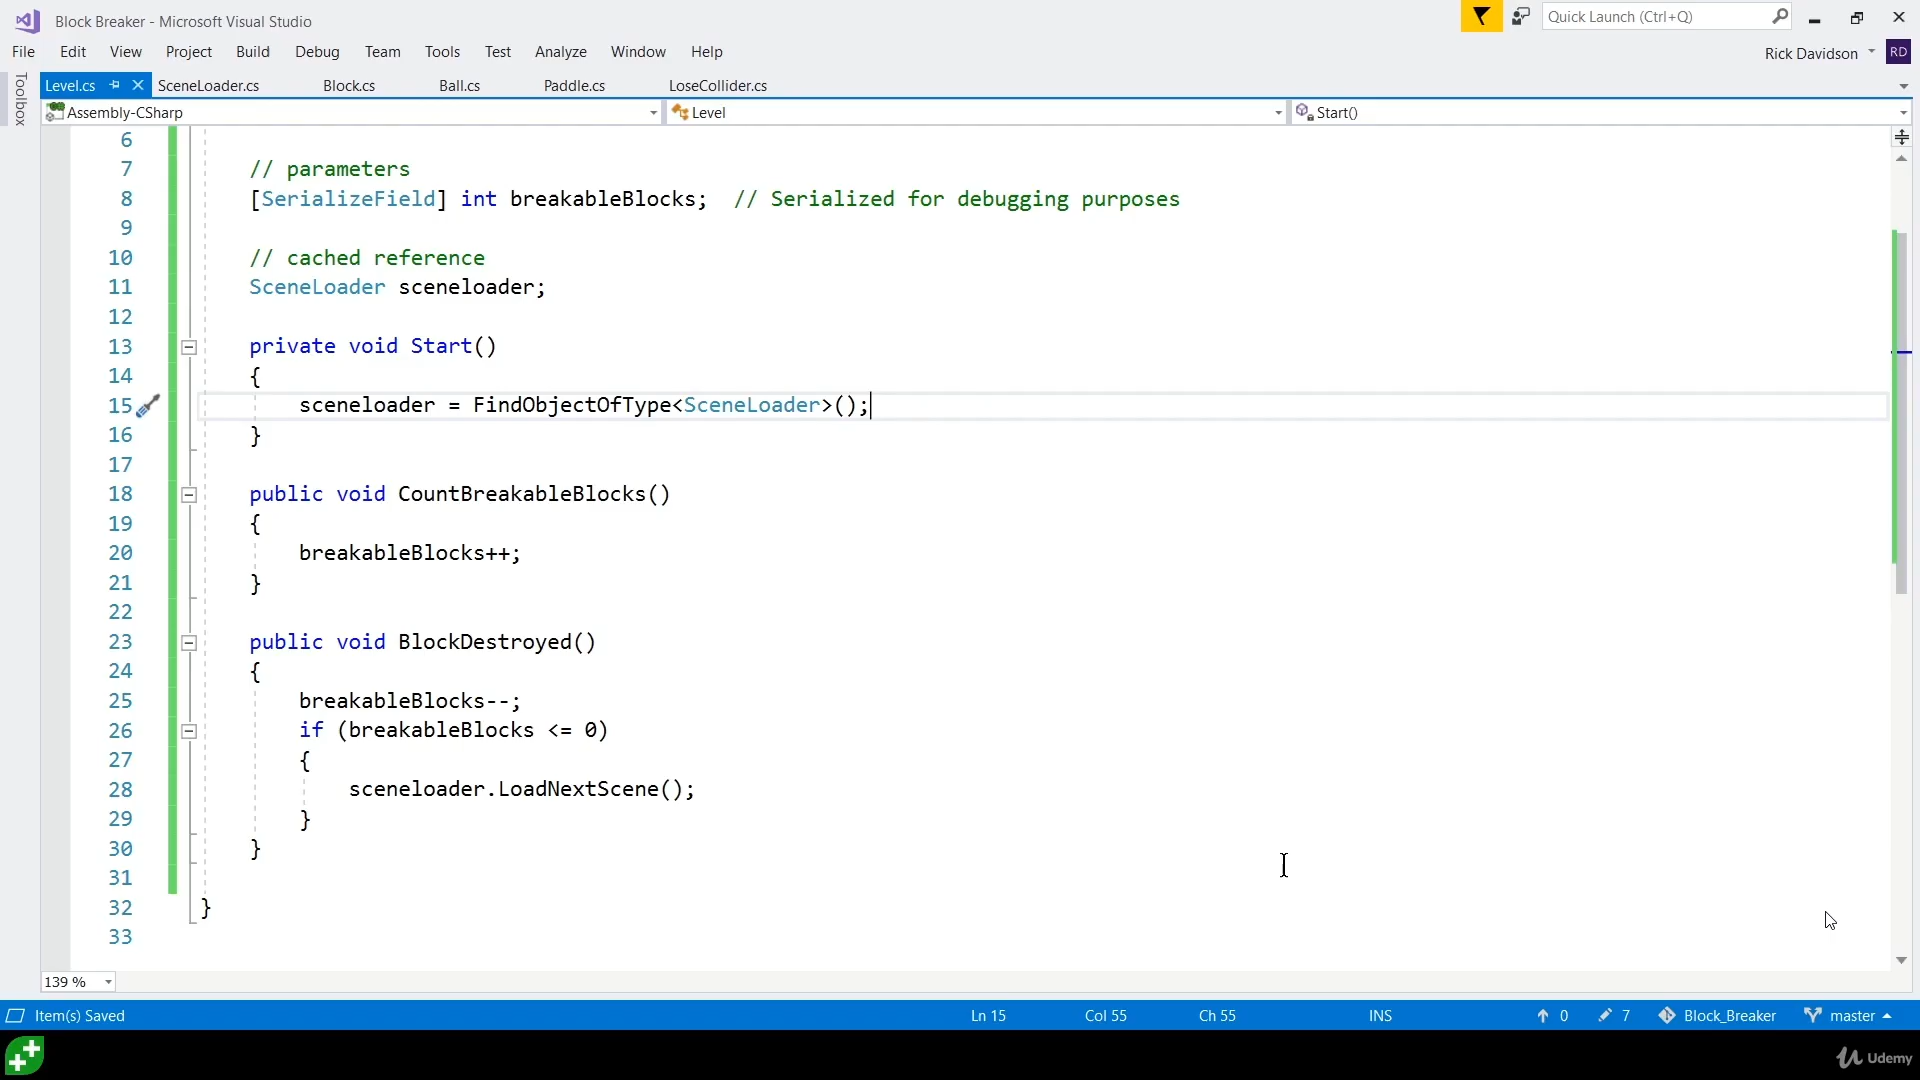 Block Breaker - Microsoft Visual Studio
Quick Launch (Ctrl+Q)
File Edit View Project Build Debug Team Tools Test Analyze Window Help
Rick Davidson RD
Toolbox
Level.cs SceneLoader.cs Block.cs Ball.cs Paddle.cs LoseCollider.cs
Assembly-CSharp Level Start()
6
7 // parameters
8 [SerializeField] int breakableBlocks; // Serialized for debugging purposes
9
10 // cached reference
11 SceneLoader sceneloader;
12
13 private void Start()
14 {
15 sceneloader = FindObjectOfType<SceneLoader>();
16 }
17
18 public void CountBreakableBlocks()
19 {
20 breakableBlocks++;
21 }
22
23 public void BlockDestroyed()
24 {
25 breakableBlocks--;
26 if (breakableBlocks <= 0)
27 {
28 sceneloader.LoadNextScene();
29 }
30 }
31
32 }
33
139 %
Item(s) Saved Ln 15 Col 55 Ch 55 INS 0 7 Block_Breaker master
Udemy